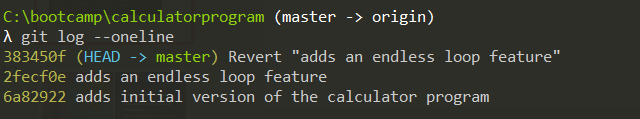 C:\bootcamp\calculatorprogram (master -> origin)
λ git log --oneline
383450f (HEAD -> master) Revert "adds an endless loop feature"
2fecf0e adds an endless loop feature
6a82922 adds initial version of the calculator program